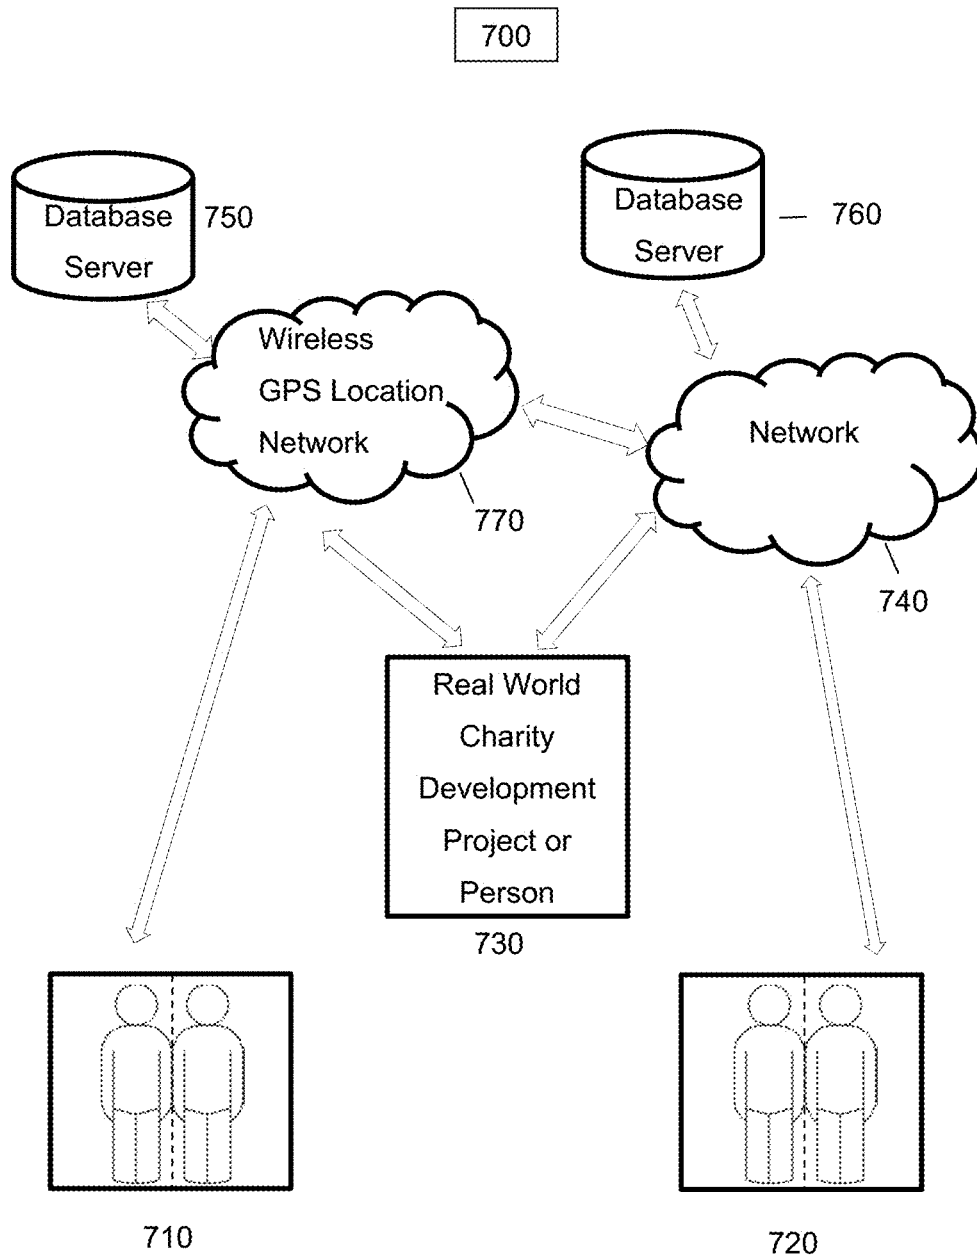 700
Database
Server
750
Database
Server
760
Wireless
GPS Location
Network
770
Network
740
Real World
Charity
Development
Project or
Person
730
710
720